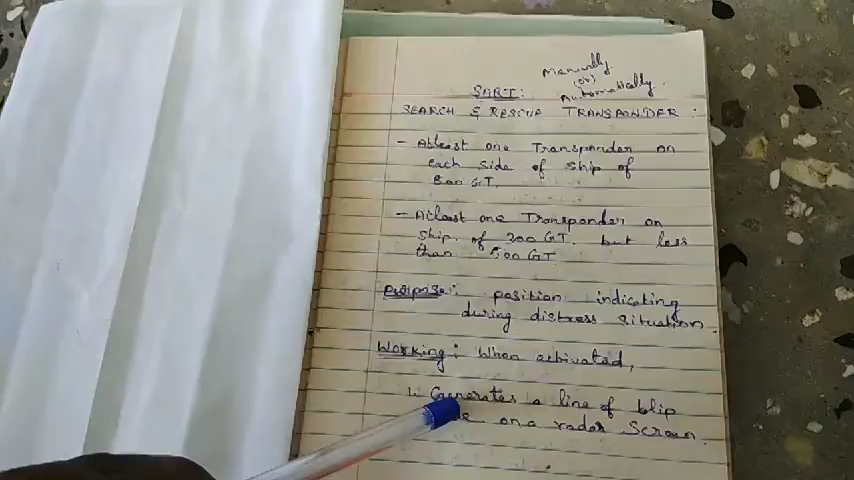 Manually
(or)
Automatically.
SART:
SEARCH & RESCUE TRANSPONDER :
- Atleast one Transponder on
each side of ship of
GT.
- Atleast one Transponder on
ship of 300 GT. but less
than 500 GT
Purpose: position indicating
during distress situation.
Working: When activated,
Generates a line of blip
on a radar Screen.